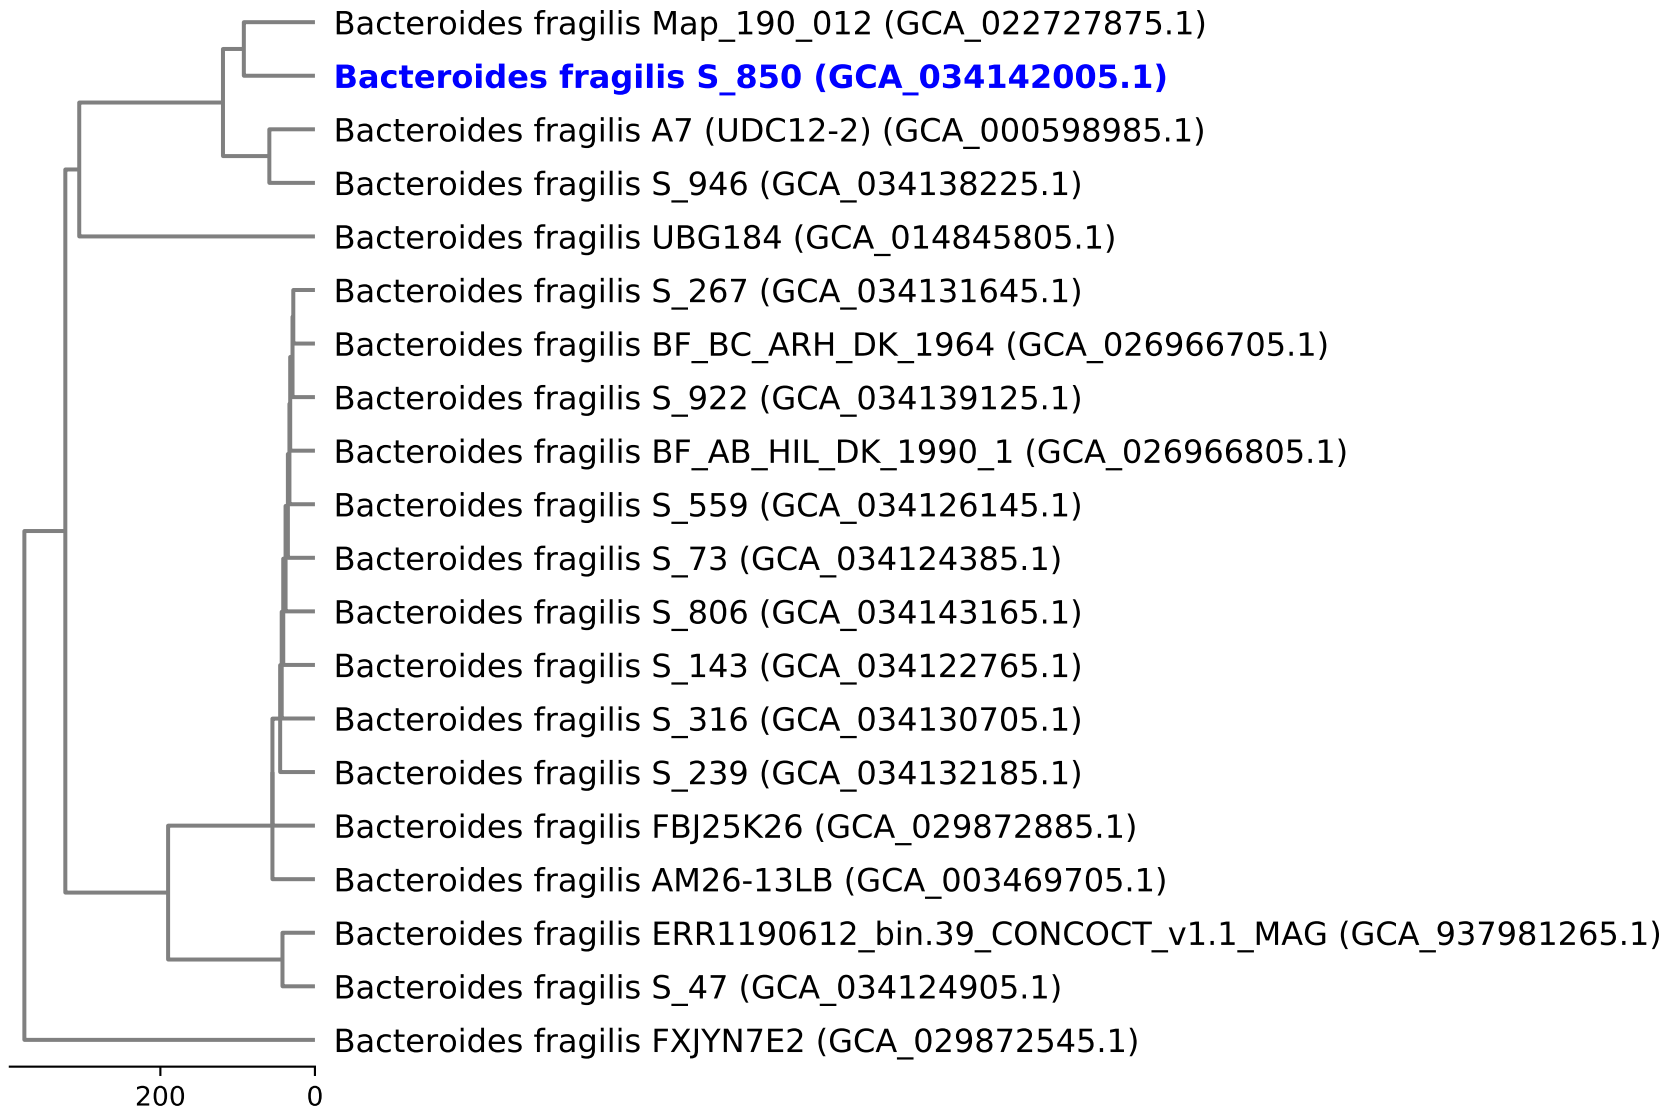 Bacteroides fragilis Map_190_012 (GCA_022727875.1)
Bacteroides fragilis S_850 (GCA_034142005.1)
Bacteroides fragilis A7 (UDC12-2) (GCA_000598985.1)
Bacteroides fragilis S_946 (GCA_034138225.1)
Bacteroides fragilis UBG184 (GCA_014845805.1)
Bacteroides fragilis S_267 (GCA_034131645.1)
Bacteroides fragilis BF_BC_ARH_DK_1964 (GCA_026966705.1)
Bacteroides fragilis S_922 (GCA_034139125.1)
Bacteroides fragilis BF_AB_HIL_DK_1990_1 (GCA_026966805.1)
Bacteroides fragilis S_559 (GCA_034126145.1)
Bacteroides fragilis S_73 (GCA_034124385.1)
Bacteroides fragilis S_806 (GCA_034143165.1)
Bacteroides fragilis S_143 (GCA_034122765.1)
Bacteroides fragilis S_316 (GCA_034130705.1)
Bacteroides fragilis S_239 (GCA_034132185.1)
Bacteroides fragilis FBJ25K26 (GCA_029872885.1)
Bacteroides fragilis AM26-13LB (GCA_003469705.1)
Bacteroides fragilis ERR1190612_bin.39_CONCOCT_v1.1_MAG (GCA_937981265.1)
Bacteroides fragilis S_47 (GCA_034124905.1)
Bacteroides fragilis FXJYN7E2 (GCA_029872545.1)
200 0